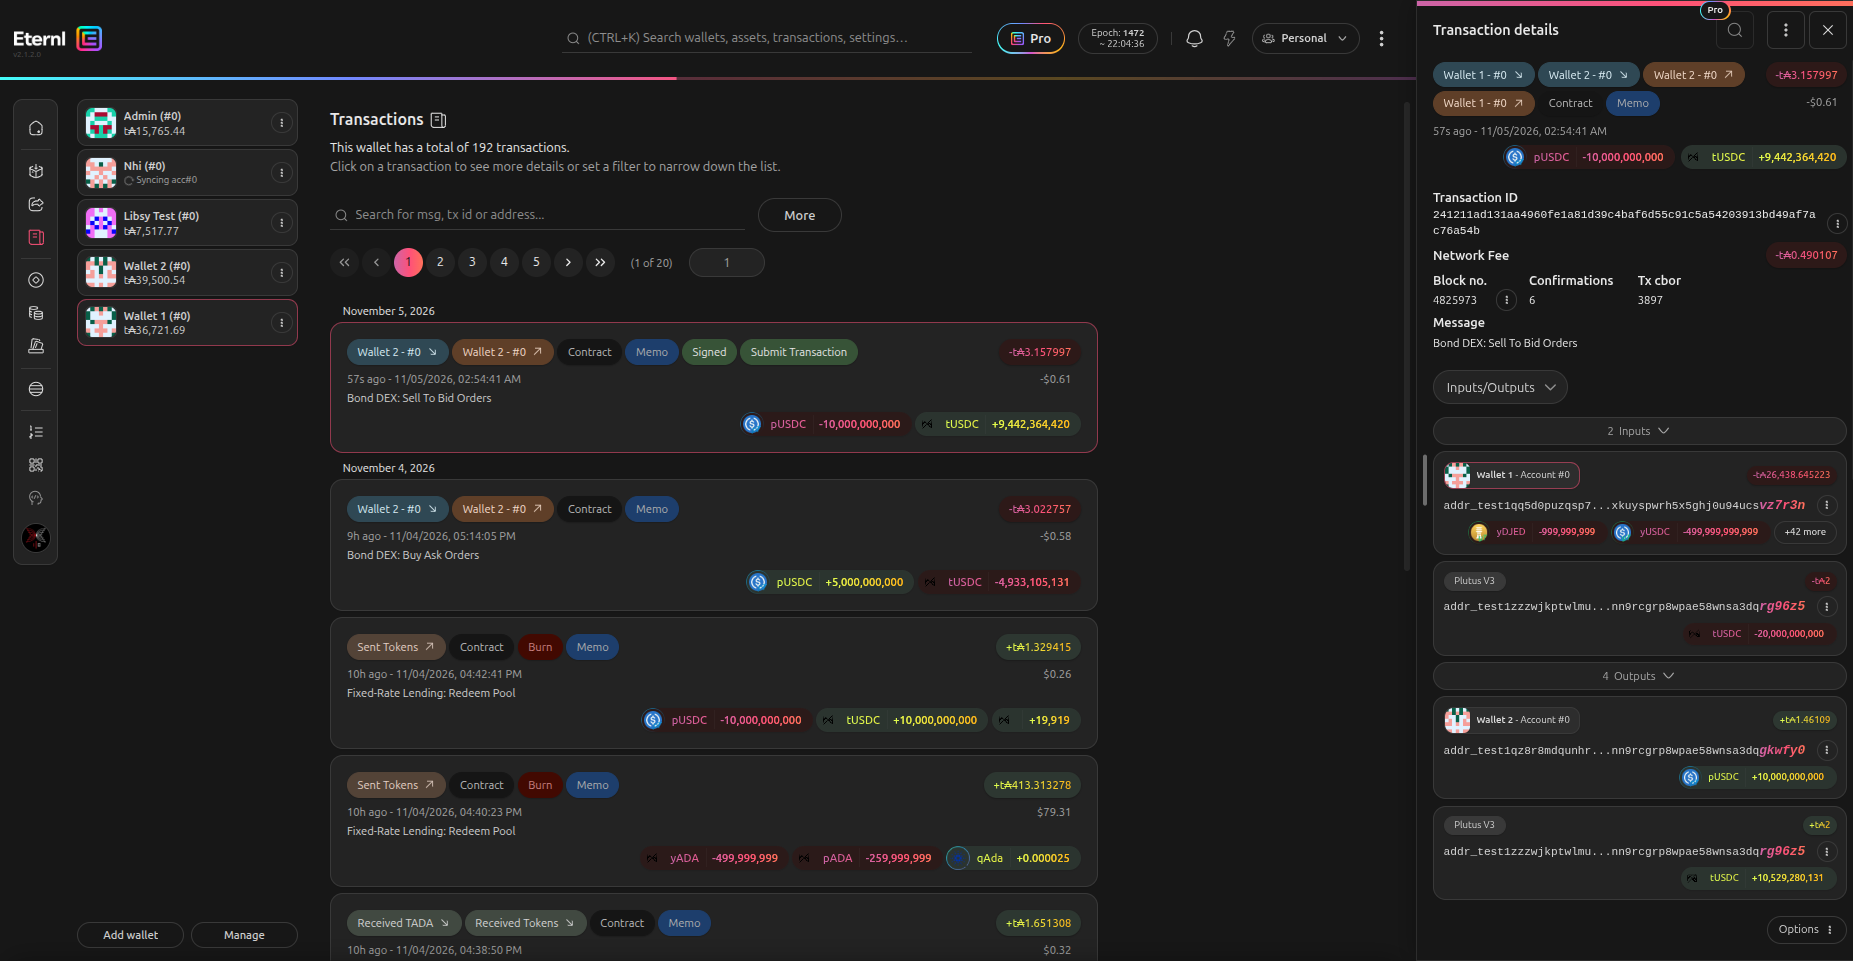 Eternl
v2.1.2.0
(CTRL+K) Search wallets, assets, transactions, settings...
Pro
Epoch: 1472
~ 22:04:36
Personal
Admin (#0)
t₳15,765.44
Nhi (#0)
Syncing acc#0
Libsy Test (#0)
t₳7,517.77
Wallet 2 (#0)
t₳39,500.54
Wallet 1 (#0)
t₳36,721.69
Add wallet
Manage
Transactions
This wallet has a total of 192 transactions.
Click on a transaction to see more details or set a filter to narrow down the list.
Search for msg, tx id or address...
More
1 2 3 4 5 (1 of 20) 1
November 5, 2026
Wallet 2 - #0 Wallet 2 - #0 Contract Memo Signed Submit Transaction -t₳3.157997
57s ago - 11/05/2026, 02:54:41 AM -$0.61
Bond DEX: Sell To Bid Orders
pUSDC -10,000,000,000 tUSDC +9,442,364,420
November 4, 2026
Wallet 2 - #0 Wallet 2 - #0 Contract Memo -t₳3.022757
9h ago - 11/04/2026, 05:14:05 PM -$0.58
Bond DEX: Buy Ask Orders
pUSDC +5,000,000,000 tUSDC -4,933,105,131
Sent Tokens Contract Burn Memo +t₳1.329415
10h ago - 11/04/2026, 04:42:41 PM $0.26
Fixed-Rate Lending: Redeem Pool
pUSDC -10,000,000,000 tUSDC +10,000,000,000 +19,919
Sent Tokens Contract Burn Memo +t₳413.313278
10h ago - 11/04/2026, 04:40:23 PM $79.31
Fixed-Rate Lending: Redeem Pool
yADA -499,999,999 pADA -259,999,999 qAda +0.000025
Received TADA Received Tokens Contract Memo +t₳1.651308
10h ago - 11/04/2026, 04:38:50 PM $0.32
Pro
Transaction details
Wallet 1 - #0 Wallet 2 - #0 Wallet 2 - #0 -t₳3.157997
Wallet 1 - #0 Contract Memo -$0.61
57s ago - 11/05/2026, 02:54:41 AM
pUSDC -10,000,000,000 tUSDC +9,442,364,420
Transaction ID
241211ad131aa4960fe1a81d39c4baf6d55c91c5a54203913bd49af7a
c76a54b
Network Fee -t₳0.490107
Block no. Confirmations Tx cbor
4825973 6 3897
Message
Bond DEX: Sell To Bid Orders
Inputs/Outputs
2 Inputs
Wallet 1 - Account #0 -t₳26,438.645223
addr_test1qq5d0puzqsp7...xkuyspwrh5x5ghj0u94ucsvz7r3n
yDJED -999,999,999 yUSDC -499,999,999,999 +42 more
Plutus V3 -t₳2
addr_test1zzzwjkptwlmu...nn9rcgrp8wpae58wnsa3dqrg96z5
tUSDC -20,000,000,000
4 Outputs
Wallet 2 - Account #0 +t₳1.46109
addr_test1qz8r8mdqunhr...nn9rcgrp8wpae58wnsa3dqgkwfy0
pUSDC +10,000,000,000
Plutus V3 +t₳2
addr_test1zzzwjkptwlmu...nn9rcgrp8wpae58wnsa3dqrg96z5
tUSDC +10,529,280,131
Options